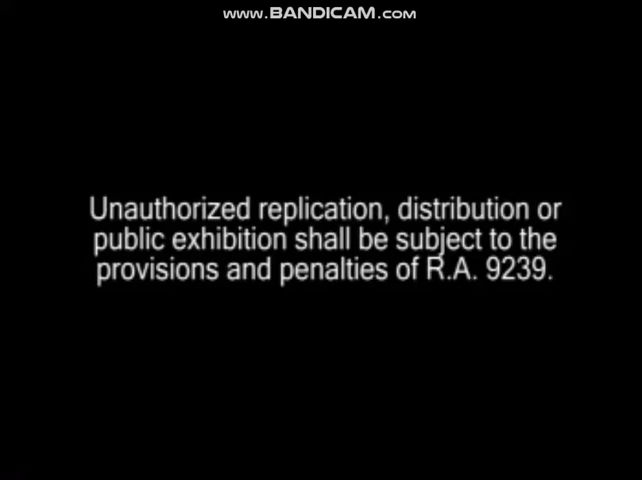 www.BANDICAM.com
Unauthorized replication, distribution or
public exhibition shall be subject to the
provisions and penalties of R.A. 9239.